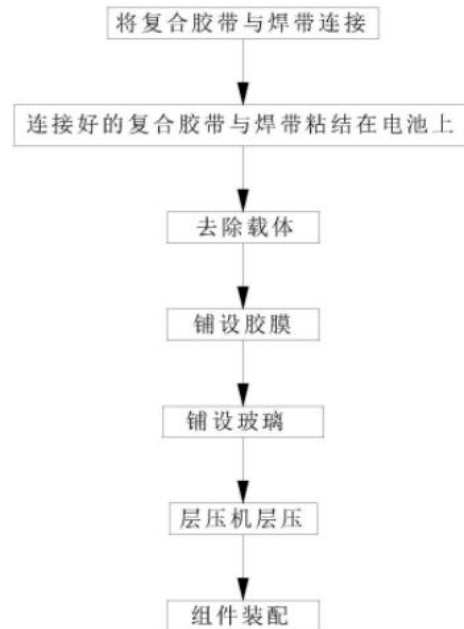 将复合胶带与焊带连接
连接好的复合胶带与焊带粘结在电池上
去除载体
铺设胶膜
铺设玻璃
层压机层压
组件装配